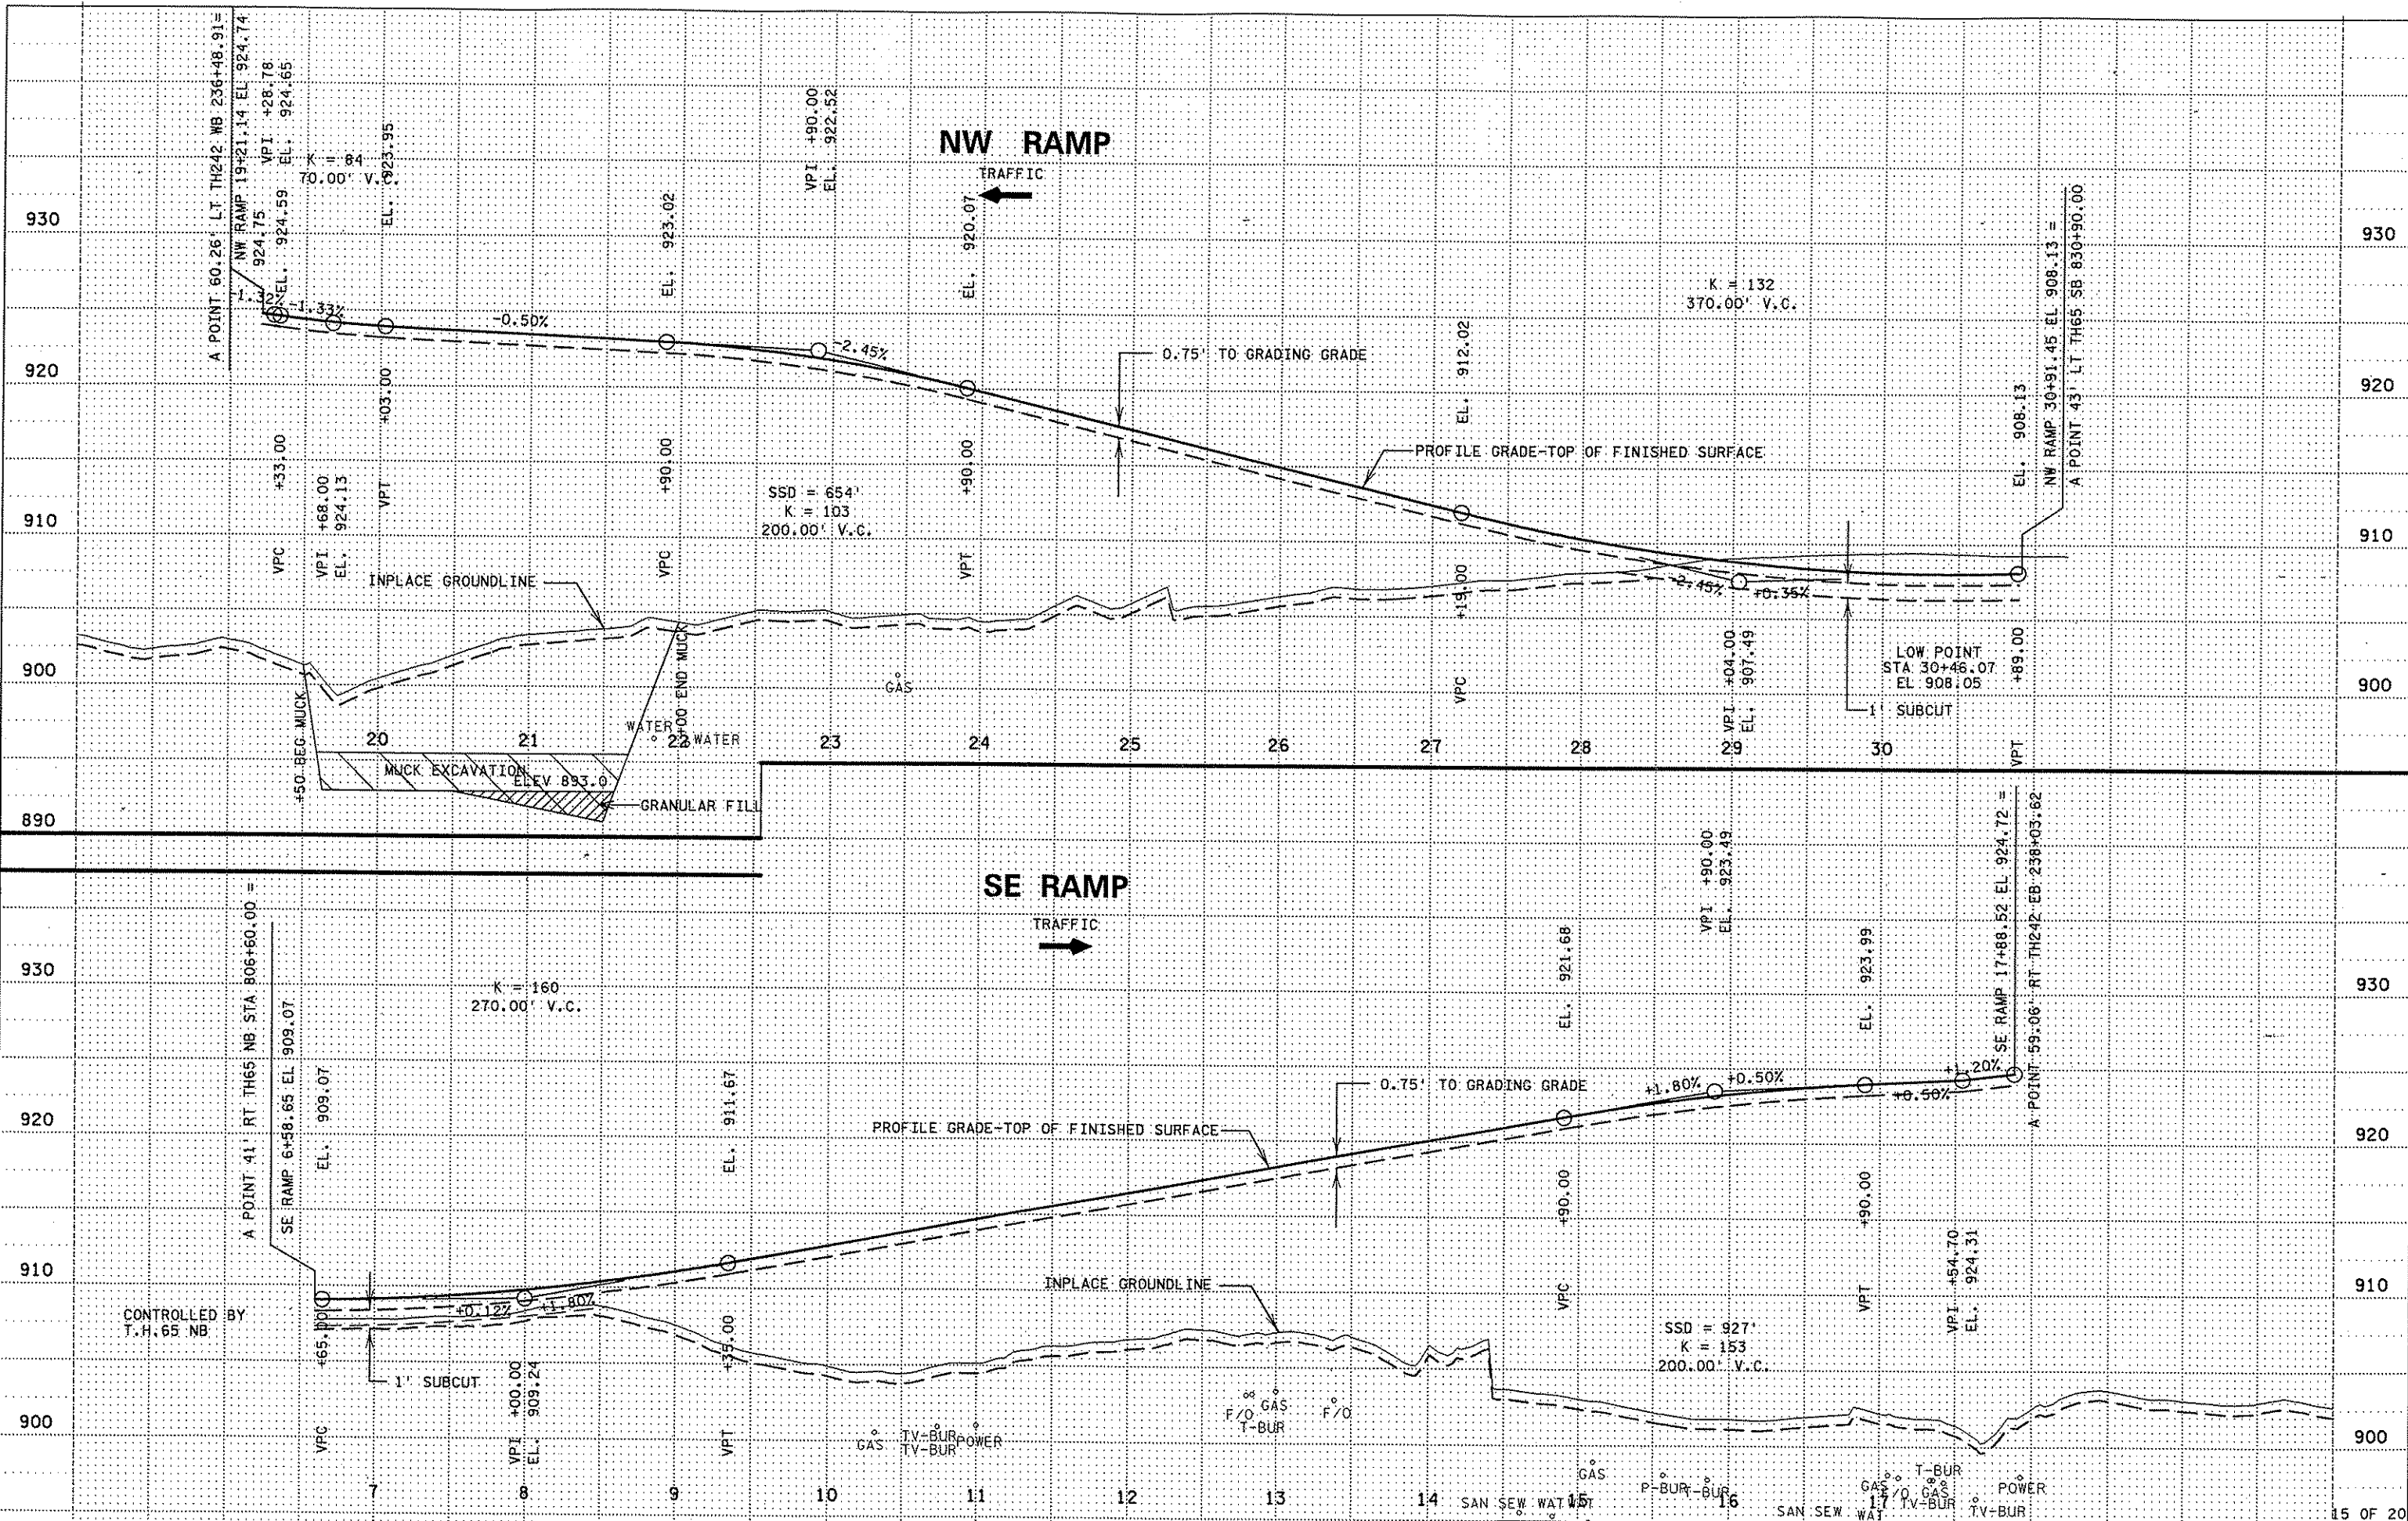 A POINT 60.26' LT TH242 WB 236+48.91=
NW RAMP 19+21.14 EL 924.74
924.75
VPI +28.78
EL. 924.65
EL. 924.59
K = 84
70.00' V.C.
EL. 923.95
VPI +90.00
EL. 922.52
NW RAMP
TRAFFIC
EL. 923.02
EL. 920.07
K = 132
370.00' V.C.
EL. 912.02
EL. 908.13
NW RAMP 30+91.45 EL 908.13 =
A POINT 43' LT TH65 SB 830+90.00
930
930
-1.32%
-1.33%
-0.50%
-2.45%
0.75' TO GRADING GRADE
920
920
+33.00
+03.00
+90.00
+90.00
PROFILE GRADE-TOP OF FINISHED SURFACE
VPI +68.00
EL. 924.13
VPT
SSD = 654'
K = 103
200.00' V.C.
910
910
VPC
VPC
VPT
INPLACE GROUNDLINE
+19.00
-2.45%
+0.35%
VPI +04.00
EL. 907.49
LOW POINT
STA 30+46.07
EL 908.05
+89.00
900
900
VPC
1' SUBCUT
GAS
+50 BEG MUCK
+00 END MUCK
WATER
WATER
20
21
22
23
24
25
26
27
28
29
30
VPT
MUCK EXCAVATION
ELEV 893.0
GRANULAR FILL
890
SE RAMP
TRAFFIC
A POINT 41' RT TH65 NB STA 806+60.00 =
SE RAMP 6+58.65 EL 909.07
EL. 909.07
K = 160
270.00' V.C.
EL. 911.67
EL. 921.68
VPI +90.00
EL. 923.49
EL. 923.99
SE RAMP 17+88.52 EL 924.72 =
A POINT 59.06' RT TH242 EB 238+03.62
930
930
0.75' TO GRADING GRADE
+1.80%
+0.50%
+1.20%
+0.50%
920
920
PROFILE GRADE-TOP OF FINISHED SURFACE
+90.00
+90.00
VPI +54.70
EL. 924.31
910
910
INPLACE GROUNDLINE
VPC
VPT
CONTROLLED BY
T.H.65 NB
+0.12%
+1.80%
+65.00
+35.00
1' SUBCUT
VPI +00.00
EL. 909.24
SSD = 927'
K = 153
200.00' V.C.
900
900
VPC
VPT
GAS
TV-BUR
TV-BUR
POWER
F/O
GAS
T-BUR
F/O
GAS
P-BUR
T-BUR
GAS
F/O
GAS
T-BUR
TV-BUR
POWER
TV-BUR
7
8
9
10
11
12
13
14
15
16
17
SAN SEW
WAT
WAT
SAN SEW
WAT
15 OF 20